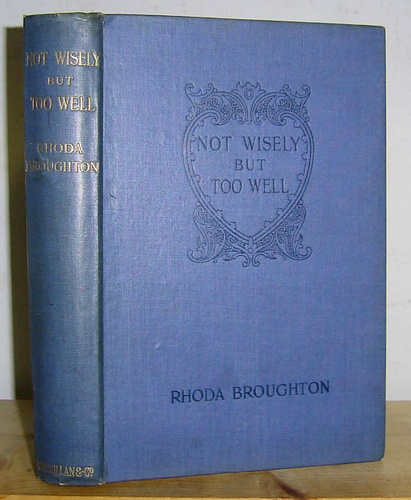 NOT WISELY
BUT
TOO WELL
RHODA
BROUGHTON
MACMILLAN & Co.
NOT WISELY
BUT
TOO WELL
RHODA BROUGHTON